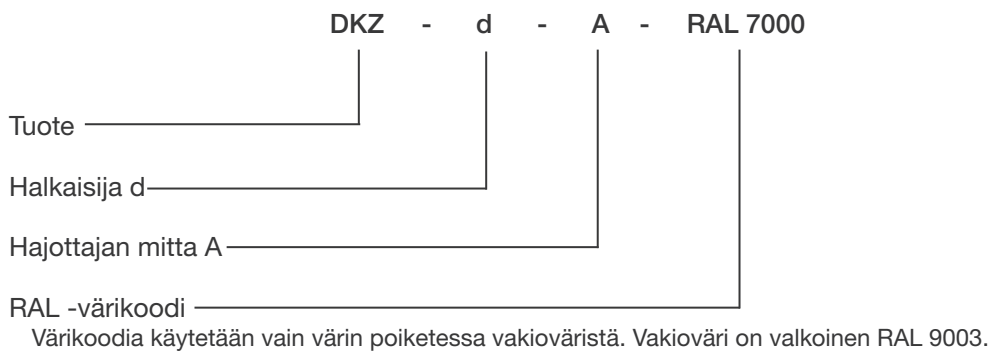 DKZ - d - A - RAL 7000
Tuote
Halkaisija d
Hajottajan mitta A
RAL -värikoodi
Värikoodia käytetään vain värin poiketessa vakioväristä. Vakioväri on valkoinen RAL 9003.